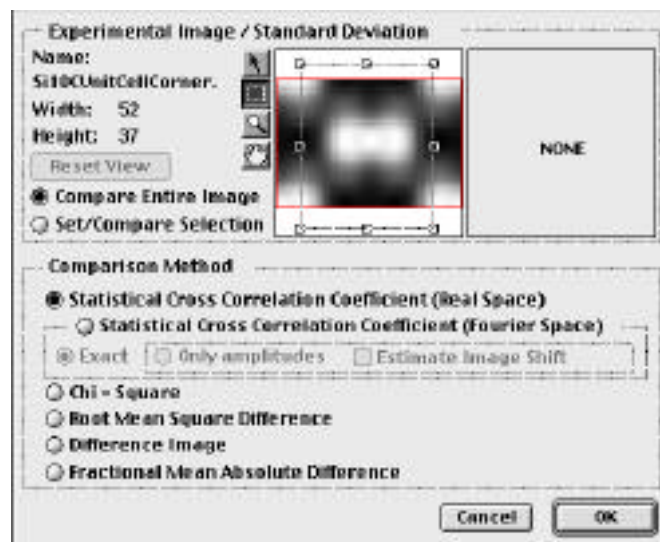 Experimental Image / Standard Deviation
Name:
Si10CUnitCellCorner.
Width: 52
Height: 37
Reset View
Compare Entire Image
Set/Compare Selection
NONE
Comparison Method
Statistical Cross Correlation Coefficient (Real Space)
Statistical Cross Correlation Coefficient (Fourier Space)
Exact Only amplitudes Estimate Image Shift
Chi - Square
Root Mean Square Difference
Difference Image
Fractional Mean Absolute Difference
Cancel OK